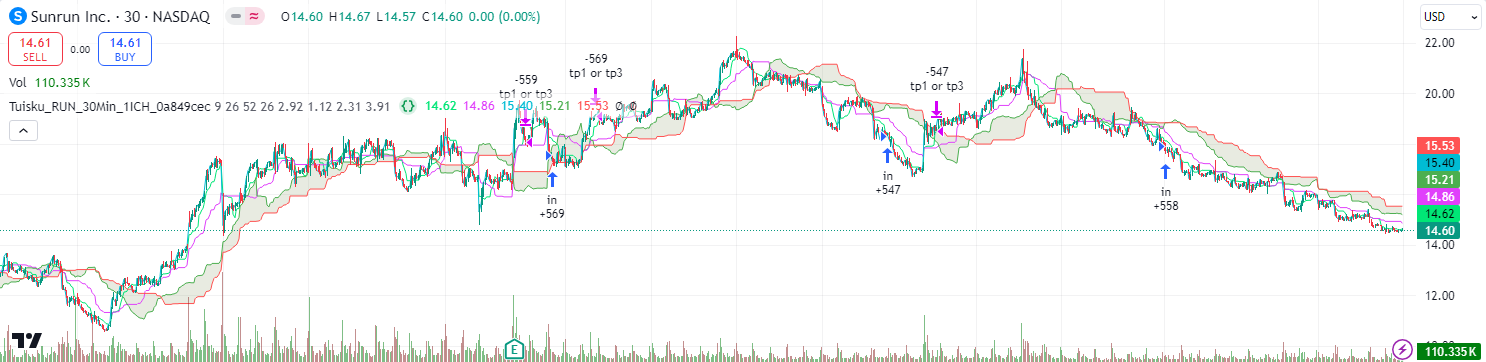 S Sunrun Inc. · 30 · NASDAQ O14.60 H14.67 L14.57 C14.60 0.00 (0.00%)
USD
14.61 SELL
0.00
14.61 BUY
Vol 110.335 K
Tuisku_RUN_30Min_1ICH_0a849cec 9 26 52 26 2.92 1.12 2.31 3.91 {} 14.62 14.86 15.40 15.21 15.53 Ø Ø
-559
tp1 or tp3
-569
tp1 or tp3
-547
tp1 or tp3
in
+569
in
+547
in
+558
22.00
20.00
15.53
15.40
15.21
14.86
14.62
14.60
14.00
12.00
110.335 K
E